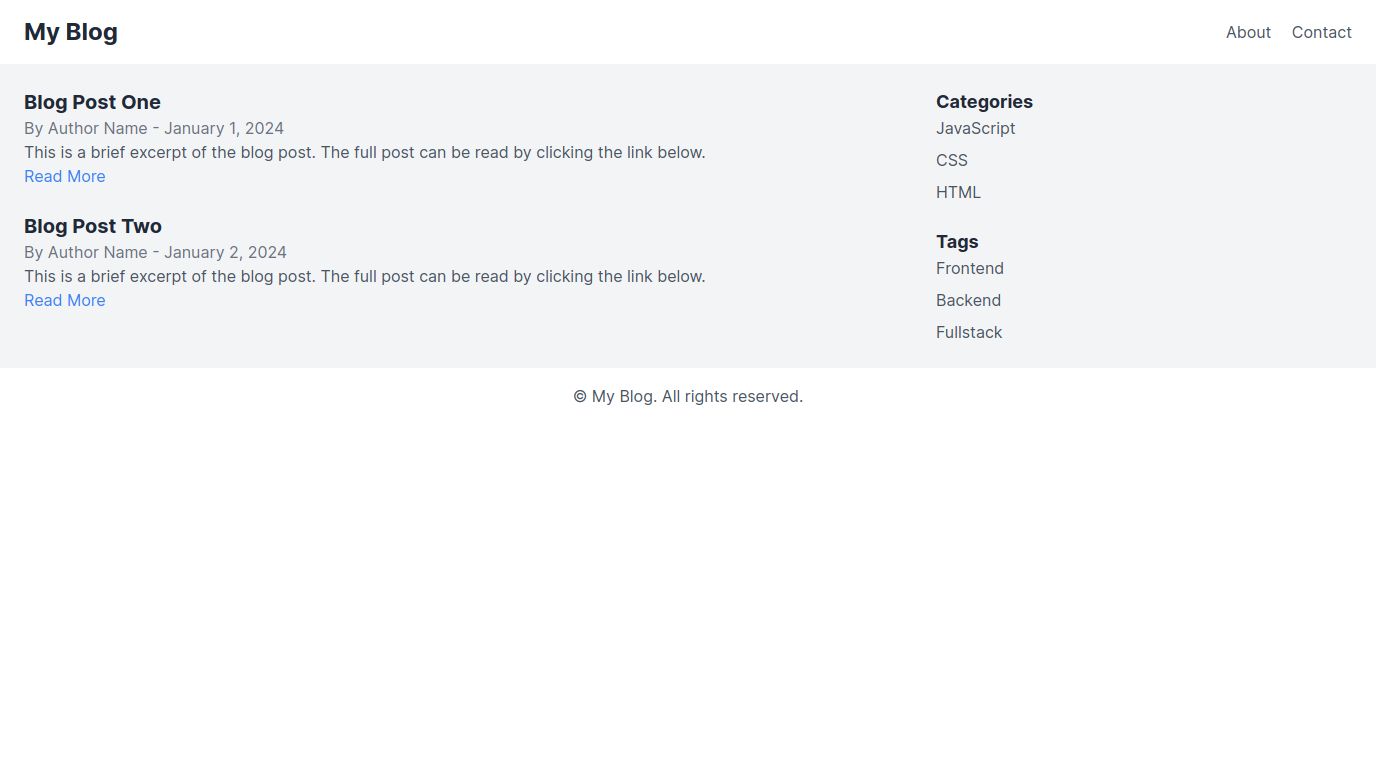 My Blog
About
Contact
Blog Post One
By Author Name - January 1, 2024
This is a brief excerpt of the blog post. The full post can be read by clicking the link below.
Read More
Blog Post Two
By Author Name - January 2, 2024
This is a brief excerpt of the blog post. The full post can be read by clicking the link below.
Read More
Categories
JavaScript
CSS
HTML
Tags
Frontend
Backend
Fullstack
© My Blog. All rights reserved.